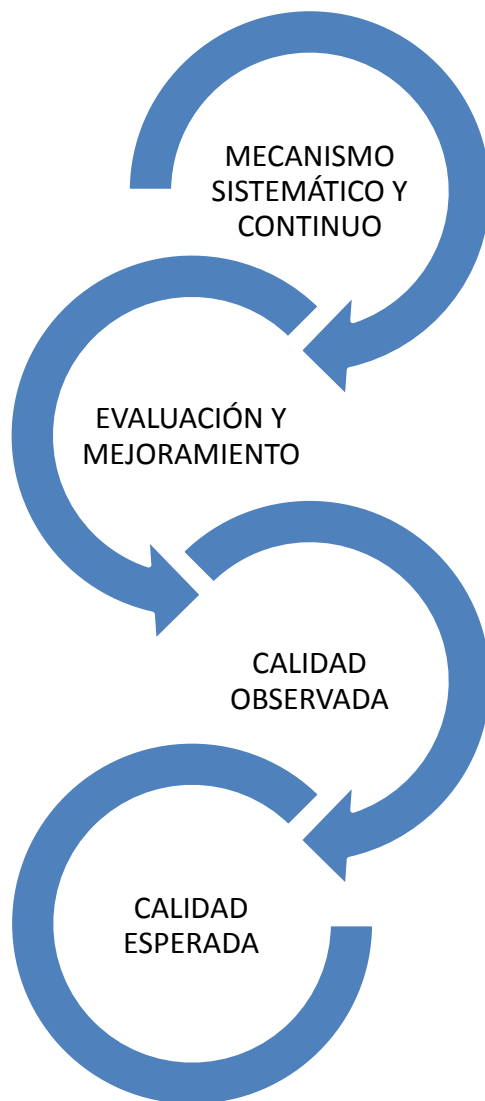 MECANISMO
SISTEMÁTICO Y
CONTINUO
EVALUACIÓN Y
MEJORAMIENTO
CALIDAD
OBSERVADA
CALIDAD
ESPERADA